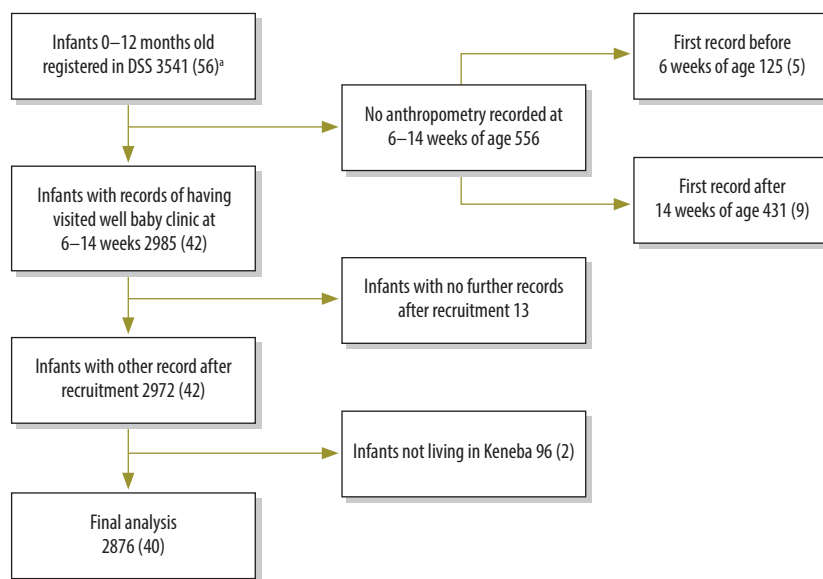 Infants 0–12 months old
registered in DSS 3541 (56)ᵃ
First record before
6 weeks of age 125 (5)
No anthropometry recorded at
6–14 weeks of age 556
Infants with records of having
visited well baby clinic at
6–14 weeks 2985 (42)
First record after
14 weeks of age 431 (9)
Infants with no further records
after recruitment 13
Infants with other record after
recruitment 2972 (42)
Infants not living in Keneba 96 (2)
Final analysis
2876 (40)